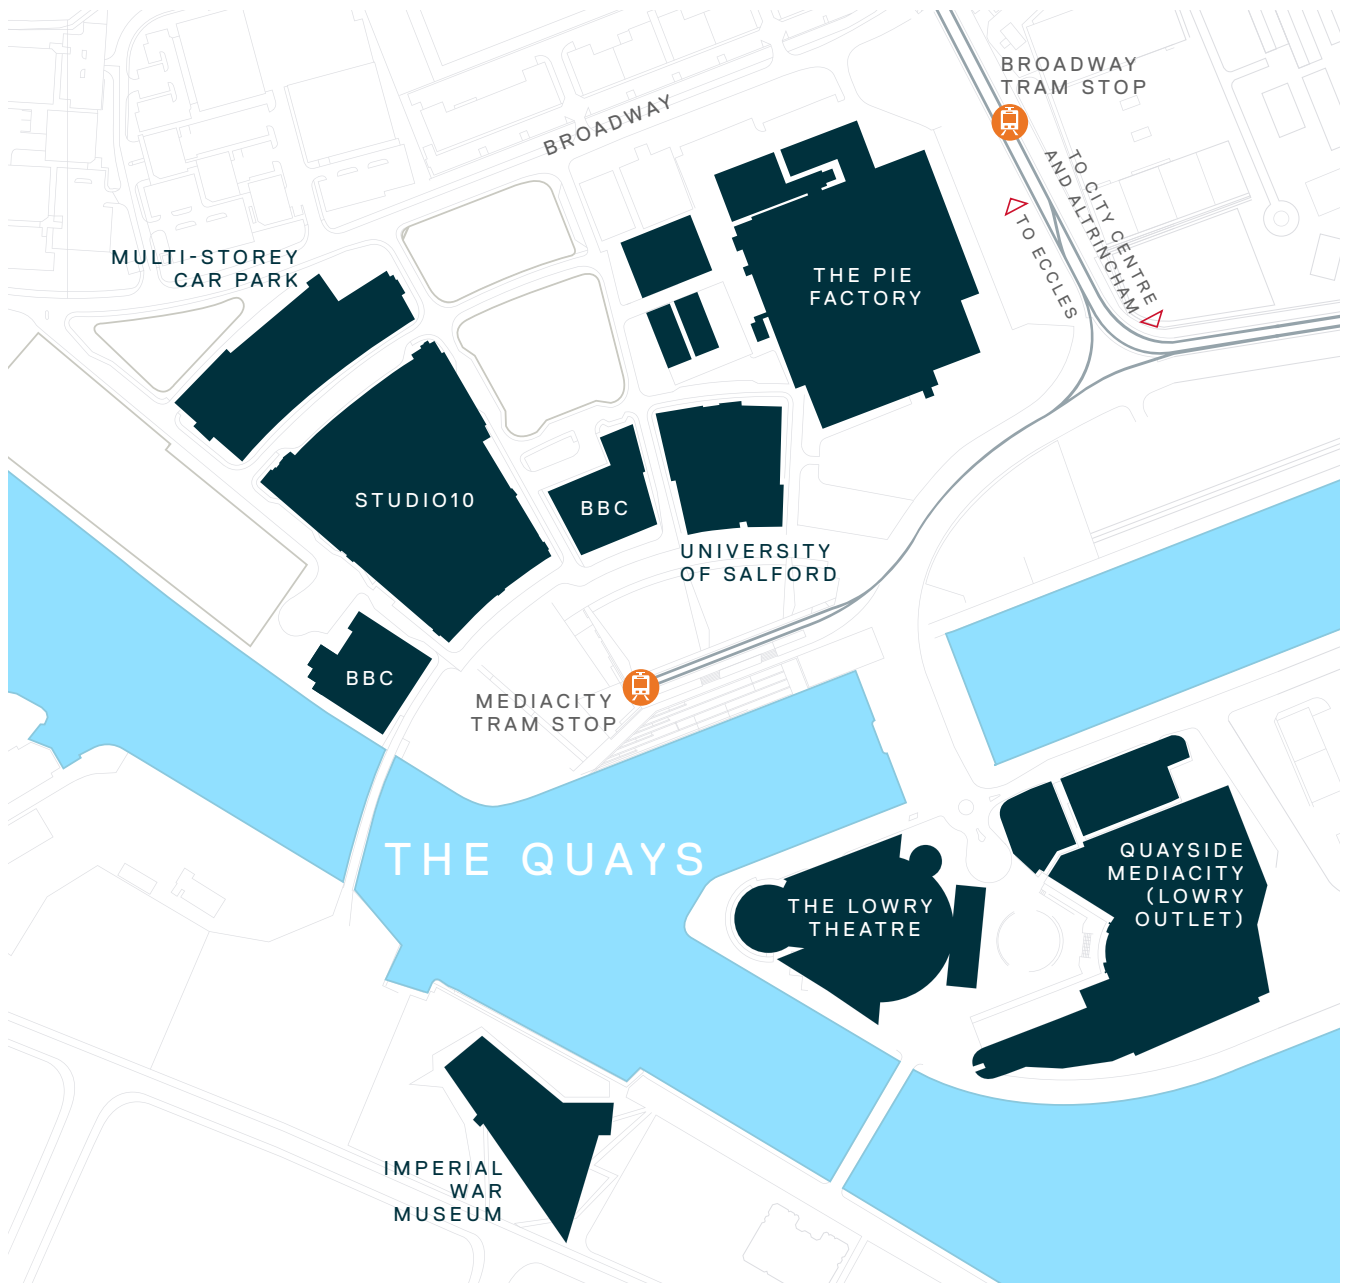 BROADWAY
TRAM STOP
BROADWAY
TO CITY CENTRE
AND ALTRINCHAM
TO ECCLES
MULTI-STOREY
CAR PARK
THE PIE
FACTORY
STUDIO10
BBC
UNIVERSITY
OF SALFORD
BBC
MEDIACITY
TRAM STOP
THE QUAYS
QUAYSIDE
MEDIACITY
(LOWRY
OUTLET)
THE LOWRY
THEATRE
IMPERIAL
WAR
MUSEUM